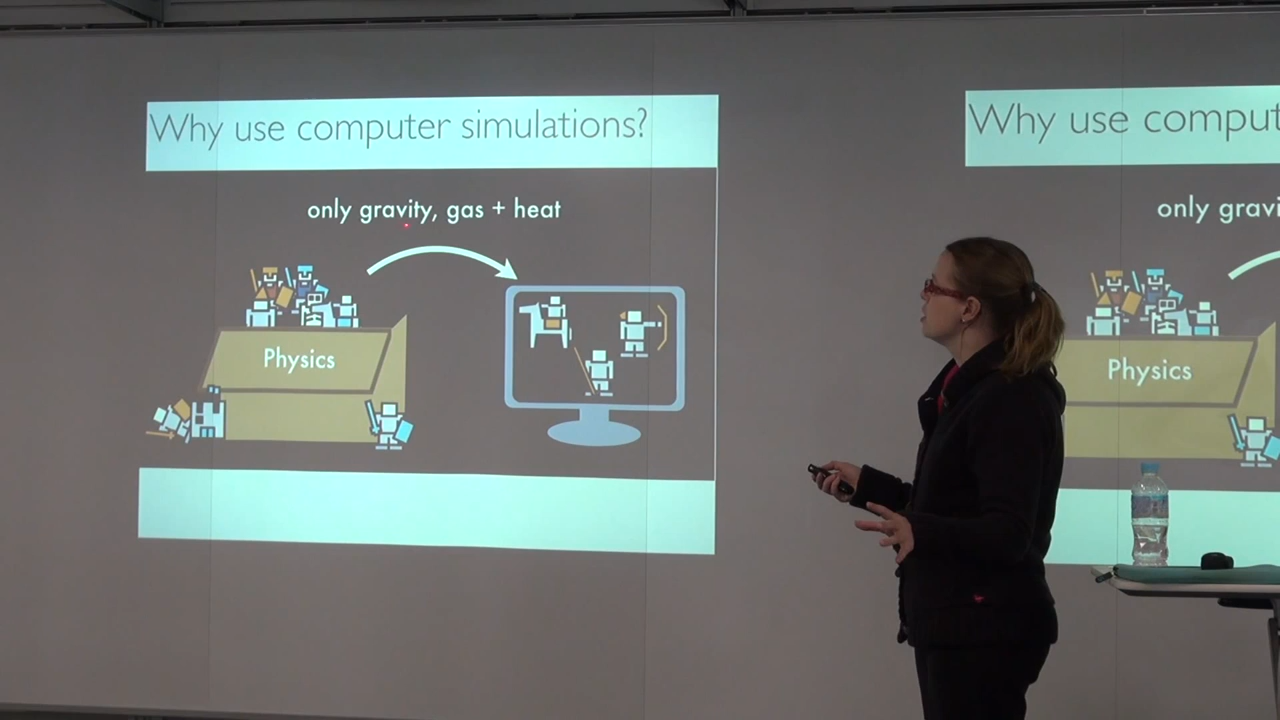 Why use computer simulations?
only gravity, gas + heat
Physics
Why use comput
only gravi
Physics